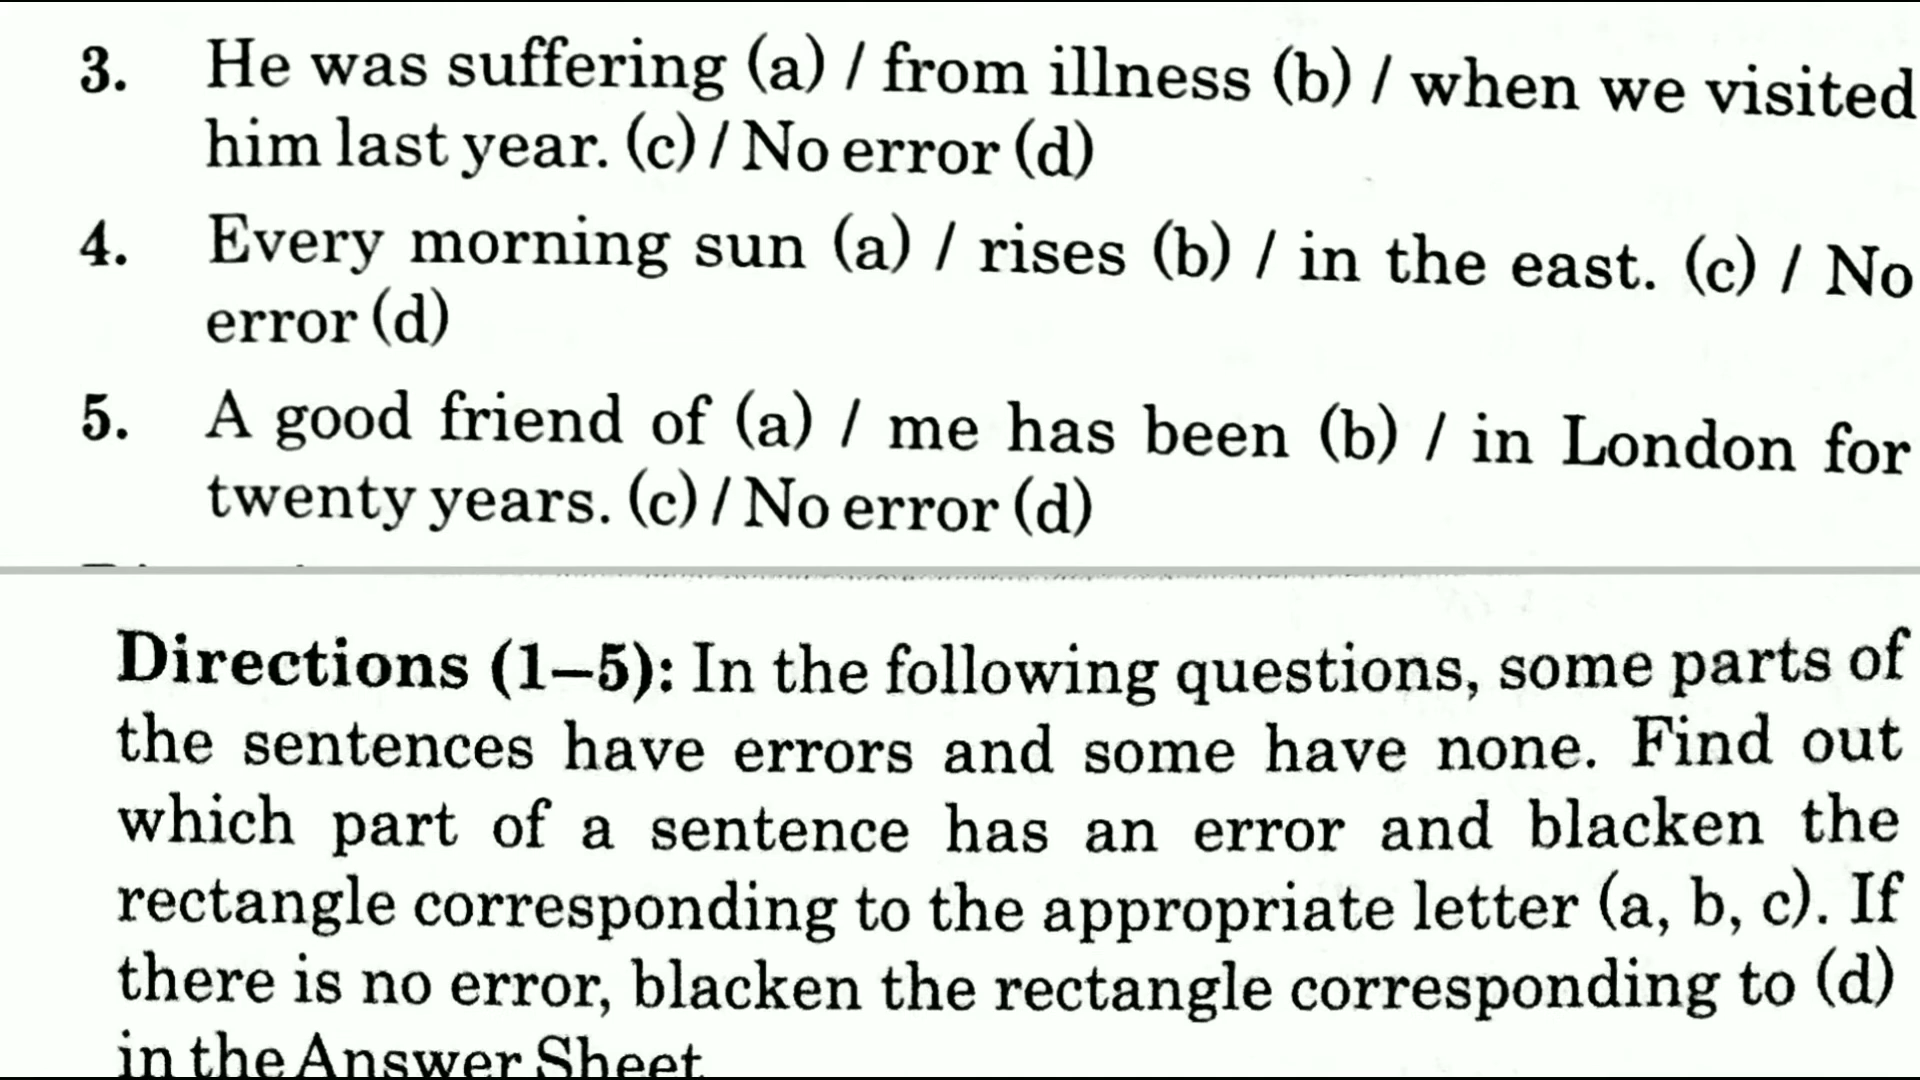 3. He was suffering (a) / from illness (b) / when we visited
him last year. (c) / No error (d)
4. Every morning sun (a) / rises (b) / in the east. (c) / No
error (d)
5. A good friend of (a) / me has been (b) / in London for
twenty years. (c) / No error (d)
Directions (1–5): In the following questions, some parts of
the sentences have errors and some have none. Find out
which part of a sentence has an error and blacken the
rectangle corresponding to the appropriate letter (a, b, c). If
there is no error, blacken the rectangle corresponding to (d)
in the Answer Sheet